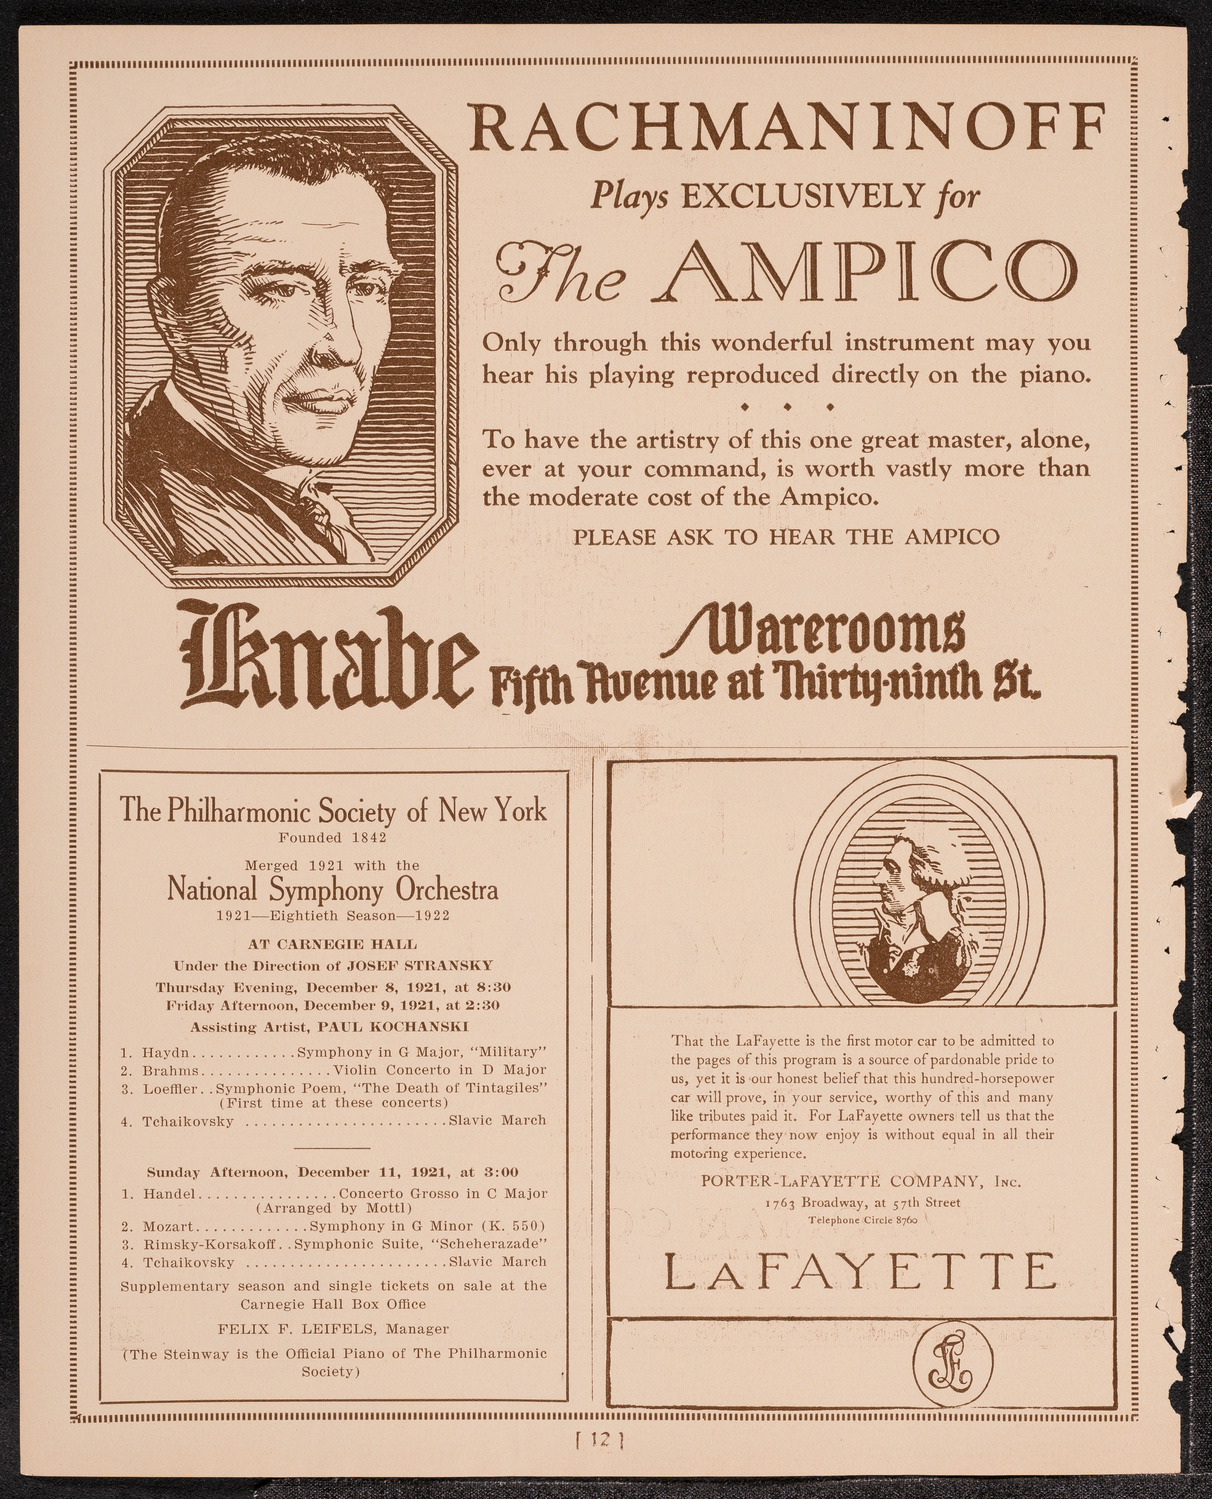 RACHMANINOFF
Plays EXCLUSIVELY for
The AMPICO
Only through this wonderful instrument may you
hear his playing reproduced directly on the piano.
To have the artistry of this one great master, alone,
ever at your command, is worth vastly more than
the moderate cost of the Ampico.
PLEASE ASK TO HEAR THE AMPICO
Knabe
Warerooms
Fifth Avenue at Thirty-ninth St.
The Philharmonic Society of New York
Founded 1842
Merged 1921 with the
National Symphony Orchestra
1921—Eightieth Season—1922
AT CARNEGIE HALL
Under the Direction of JOSEF STRANSKY
Thursday Evening, December 8, 1921, at 8:30
Friday Afternoon, December 9, 1921, at 2:30
Assisting Artist, PAUL KOCHANSKI
1. Haydn............Symphony in G Major, “Military”
2. Brahms...............Violin Concerto in D Major
3. Loeffler..Symphonic Poem, “The Death of Tintagiles”
(First time at these concerts)
4. Tchaikovsky .......................Slavic March
Sunday Afternoon, December 11, 1921, at 3:00
1. Handel................Concerto Grosso in C Major
(Arranged by Mottl)
2. Mozart.............Symphony in G Minor (K. 550)
3. Rimsky-Korsakoff..Symphonic Suite, “Scheherazade”
4. Tchaikovsky .......................Slavic March
Supplementary season and single tickets on sale at the
Carnegie Hall Box Office
FELIX F. LEIFELS, Manager
(The Steinway is the Official Piano of The Philharmonic
Society)
That the LaFayette is the first motor car to be admitted to
the pages of this program is a source of pardonable pride to
us, yet it is our honest belief that this hundred-horsepower
car will prove, in your service, worthy of this and many
like tributes paid it. For LaFayette owners tell us that the
performance they now enjoy is without equal in all their
motoring experience.
PORTER-LAFAYETTE COMPANY, Inc.
1763 Broadway, at 57th Street
Telephone Circle 8760
LAFAYETTE
[ 12 ]